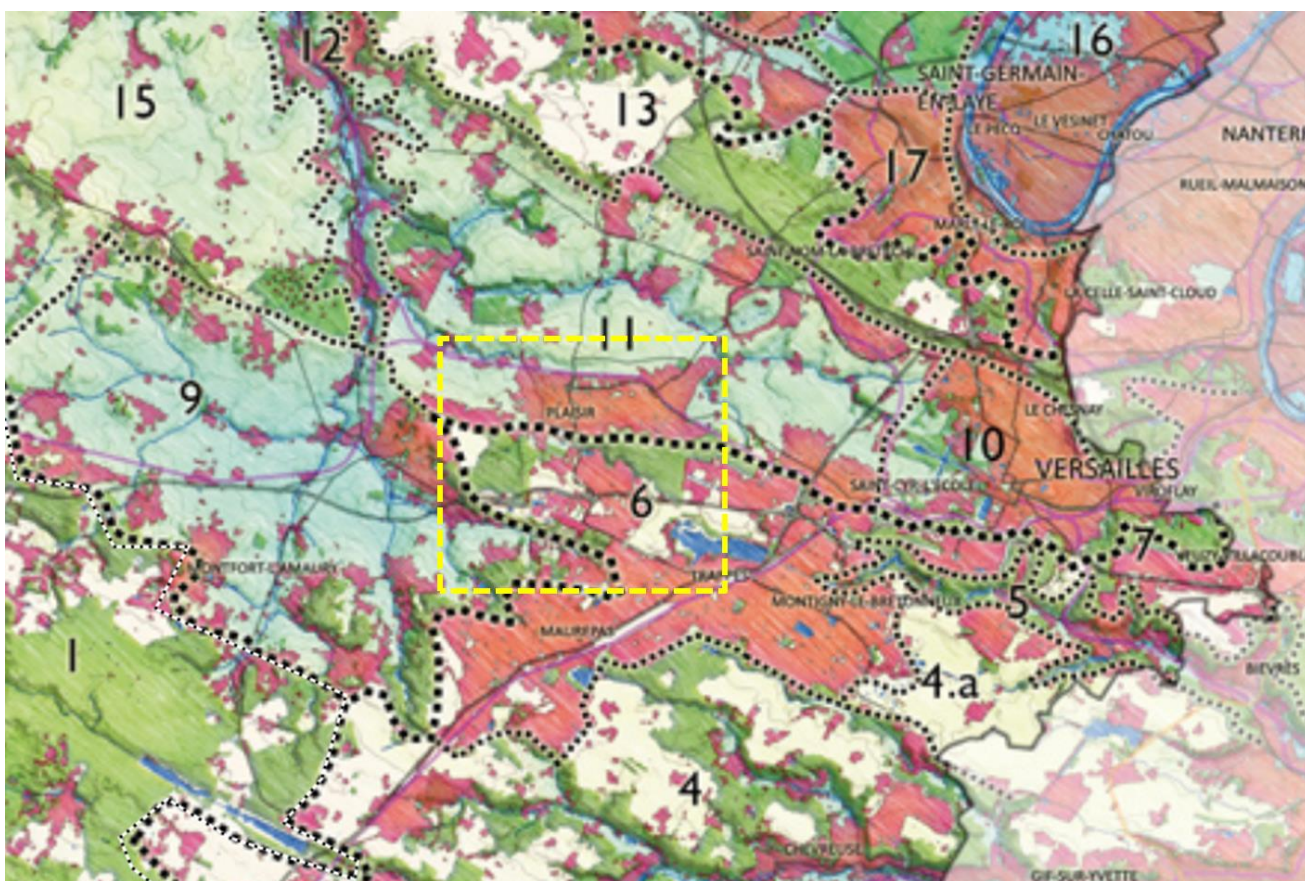 12
16
15
SAINT-GERMAIN-
EN-LAYE
13
LE PECQ
LE VÉSINET
CHATOU
NANTERR
17
RUEIL-MALMAISON
LA CELLE-SAINT-CLOUD
11
9
PLAISIR
LE CHESNAY
10
VERSAILLES
6
SAINT-CYR-L'ÉCOLE
VIROFLAY
7
MONTFORT-L'AMAURY
TRAPPES
MONTIGNY-LE-BRETONNEUX
5
MAUREPAS
1
4.a
BIÈVRES
4
CHEVREUSE
GIF-SUR-YVETTE